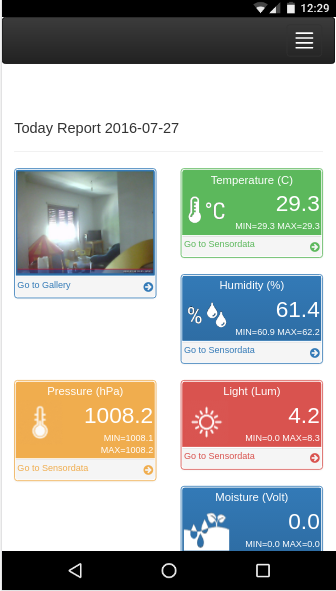 12:29
Today Report 2016-07-27
Go to Gallery
Temperature (C)
°C
29.3
MIN=29.3 MAX=29.3
Go to Sensordata
Humidity (%)
%
61.4
MIN=60.9 MAX=62.2
Go to Sensordata
Pressure (hPa)
1008.2
MIN=1008.1
MAX=1008.2
Go to Sensordata
Light (Lum)
4.2
MIN=0.0 MAX=8.3
Go to Sensordata
Moisture (Volt)
0.0
MIN=0.0 MAX=0.0